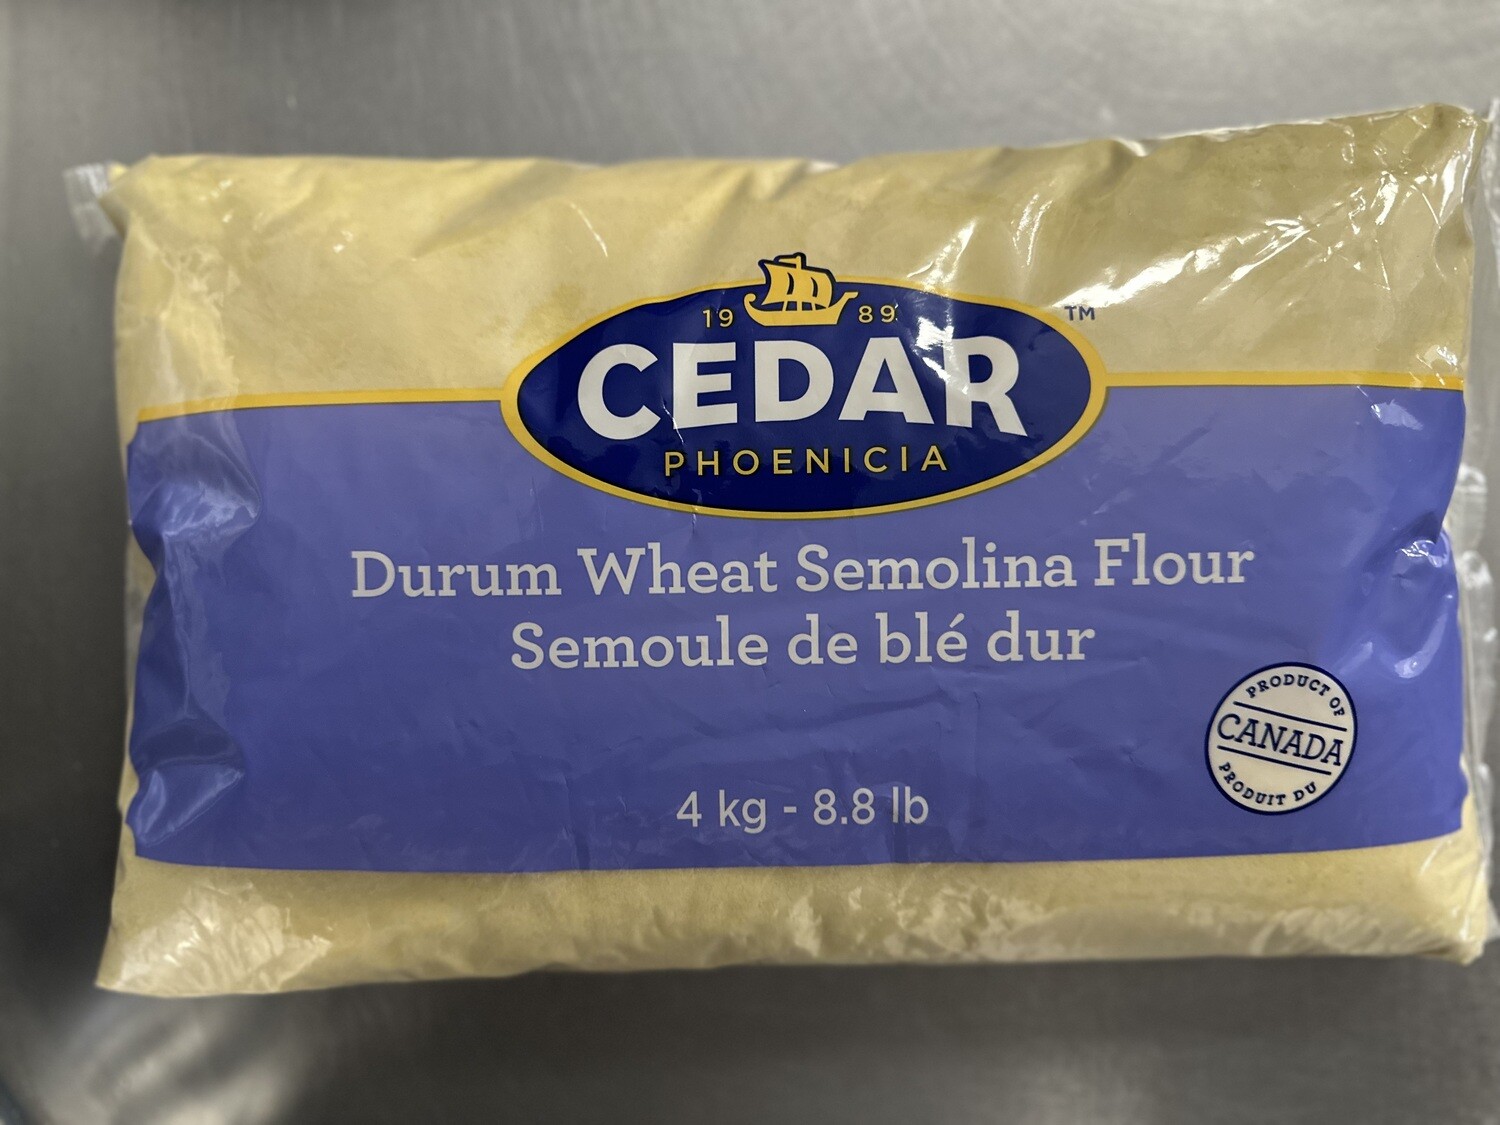 19 89
CEDAR
TM
PHOENICIA
Durum Wheat Semolina Flour
Semoule de blé dur
4 kg - 8.8 lb
PRODUCT OF
CANADA
PRODUIT DU